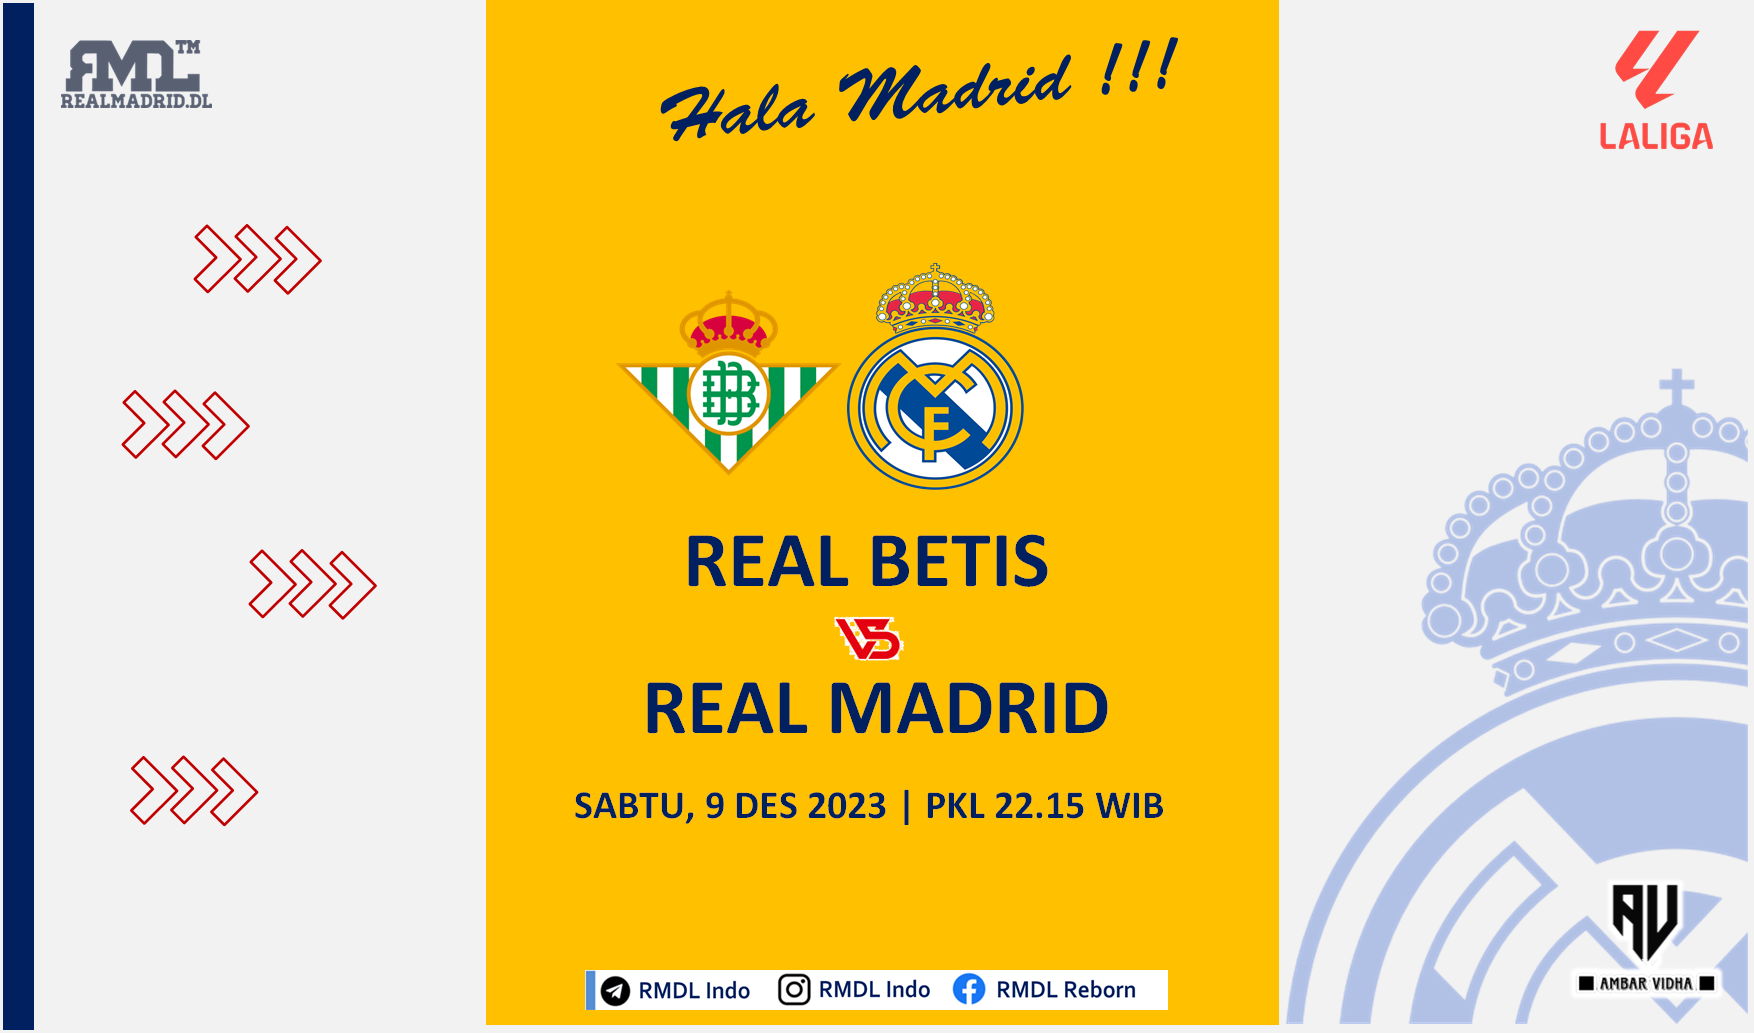 RML™
REALMADRID.DL
Hala Madrid !!!
LALIGA
REAL BETIS
VS
REAL MADRID
SABTU, 9 DES 2023 | PKL 22.15 WIB
RMDL Indo RMDL Indo RMDL Reborn
AV
AMBAR VIDHA